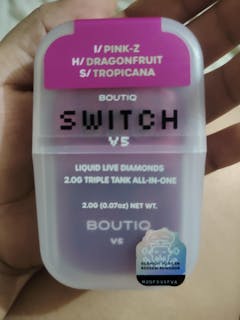 I/ PINK-Z
H/ DRAGONFRUIT
S/ TROPICANA
BOUTIQ
SWITCH
V5
LIQUID LIVE DIAMONDS
2.0G TRIPLE TANK ALL-IN-ONE
2.0G (0.07oz) NET WT.
BOUTIQ
V5